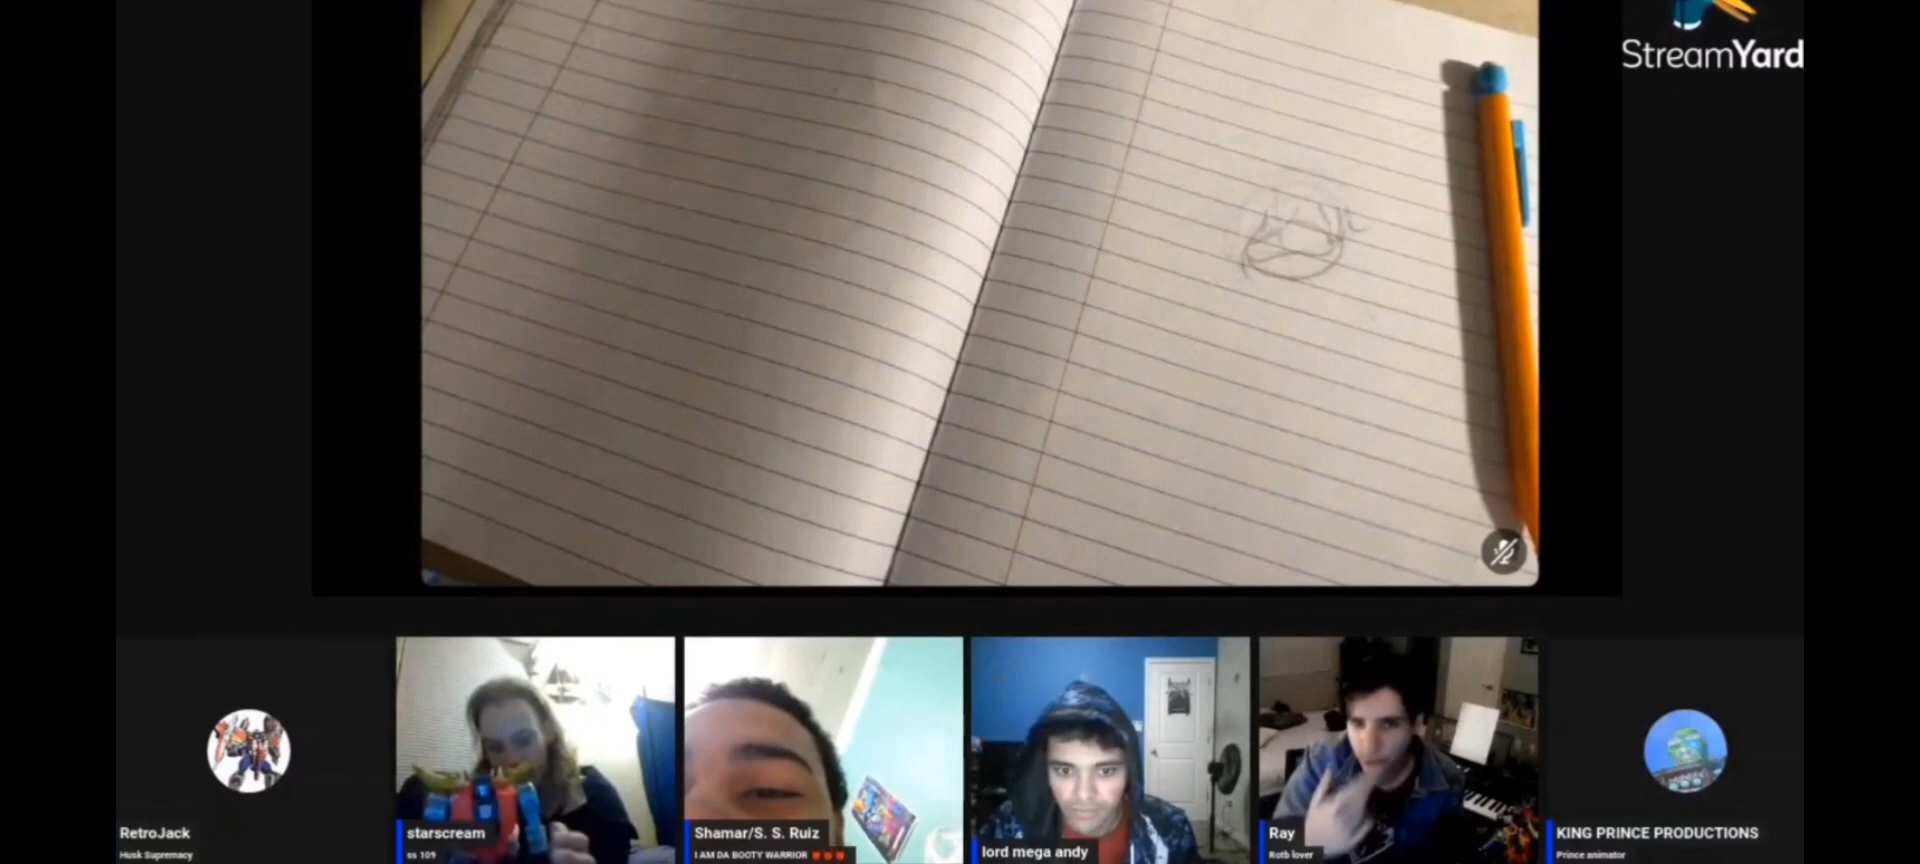 StreamYard
RetroJack
Husk Supremacy
starscream
ss 109
Shamar/S. S. Ruiz
I AM DA BOOTY WARRIOR
lord mega andy
Ray
Rotb lover
KING PRINCE PRODUCTIONS
Prince animator